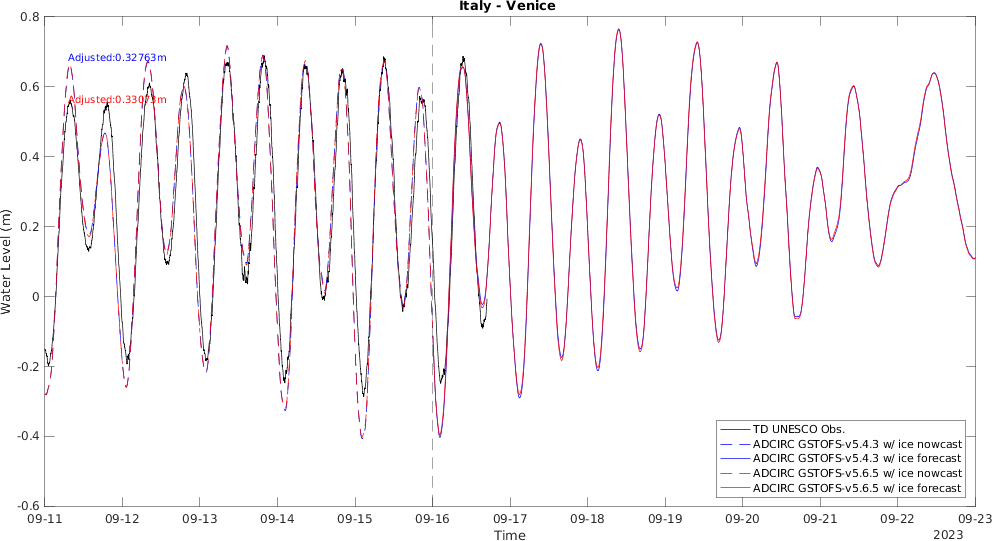 Italy - Venice
Water Level (m)
0.8
0.6
0.4
0.2
0
-0.2
-0.4
-0.6
Adjusted:0.32763m
Adjusted:0.33073m
TD UNESCO Obs.
ADCIRC GSTOFS-v5.4.3 w/ ice nowcast
ADCIRC GSTOFS-v5.4.3 w/ ice forecast
ADCIRC GSTOFS-v5.6.5 w/ ice nowcast
ADCIRC GSTOFS-v5.6.5 w/ ice forecast
09-11 09-12 09-13 09-14 09-15 09-16 09-17 09-18 09-19 09-20 09-21 09-22 09-23
Time
2023